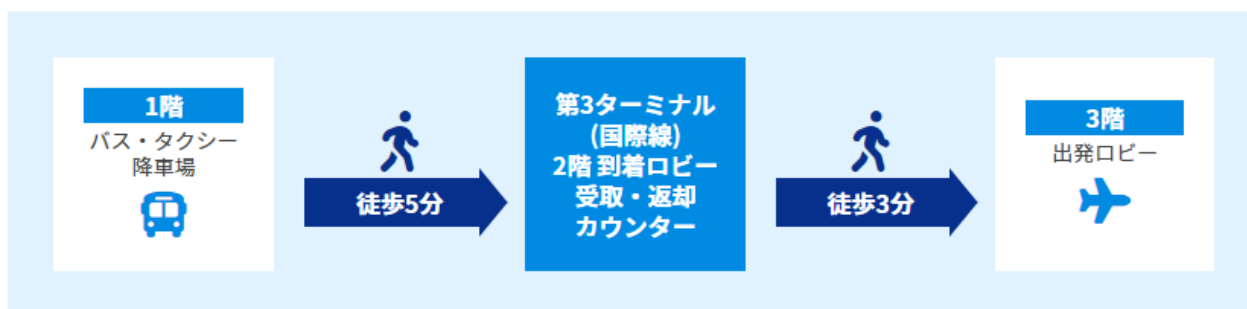 1階
バス・タクシー
降車場
徒歩5分
第3ターミナル
(国際線)
2階 到着ロビー
受取・返却
カウンター
徒歩3分
3階
出発ロビー